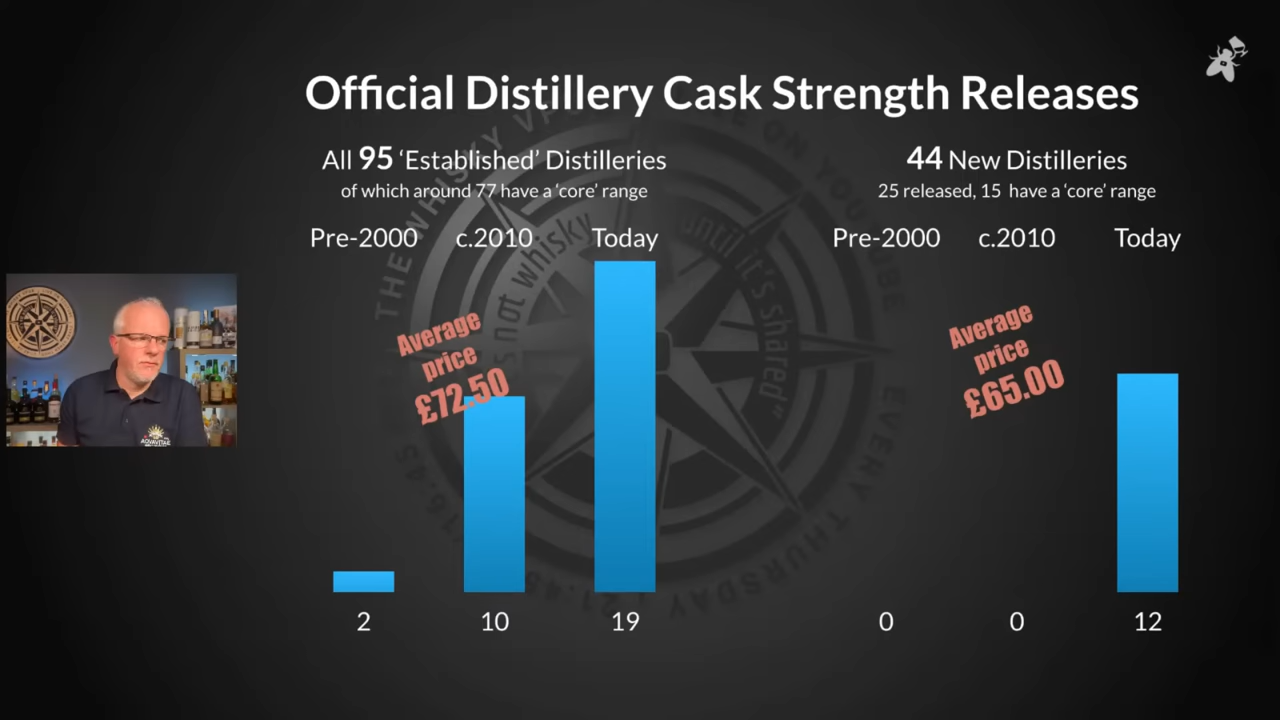 Official Distillery Cask Strength Releases
All 95 ‘Established’ Distilleries
of which around 77 have a ‘core’ range
Pre-2000 c.2010 Today
Average
price
£72.50
2 10 19
44 New Distilleries
25 released, 15 have a ‘core’ range
Pre-2000 c.2010 Today
Average
price
£65.00
0 0 12
AQVAVITAE